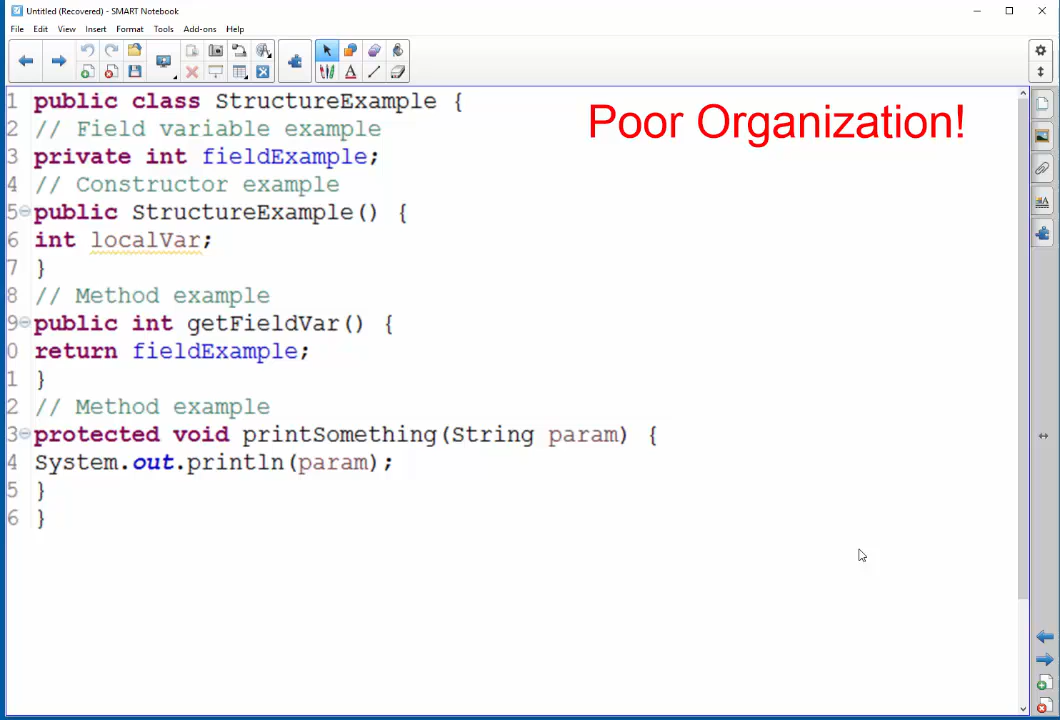 Untitled (Recovered) - SMART Notebook
File Edit View Insert Format Tools Add-ons Help
Poor Organization!
1 public class StructureExample {
2 // Field variable example
3 private int fieldExample;
4 // Constructor example
5 public StructureExample() {
6 int localVar;
7 }
8 // Method example
9 public int getFieldVar() {
0 return fieldExample;
1 }
2 // Method example
3 protected void printSomething(String param) {
4 System.out.println(param);
5 }
6 }